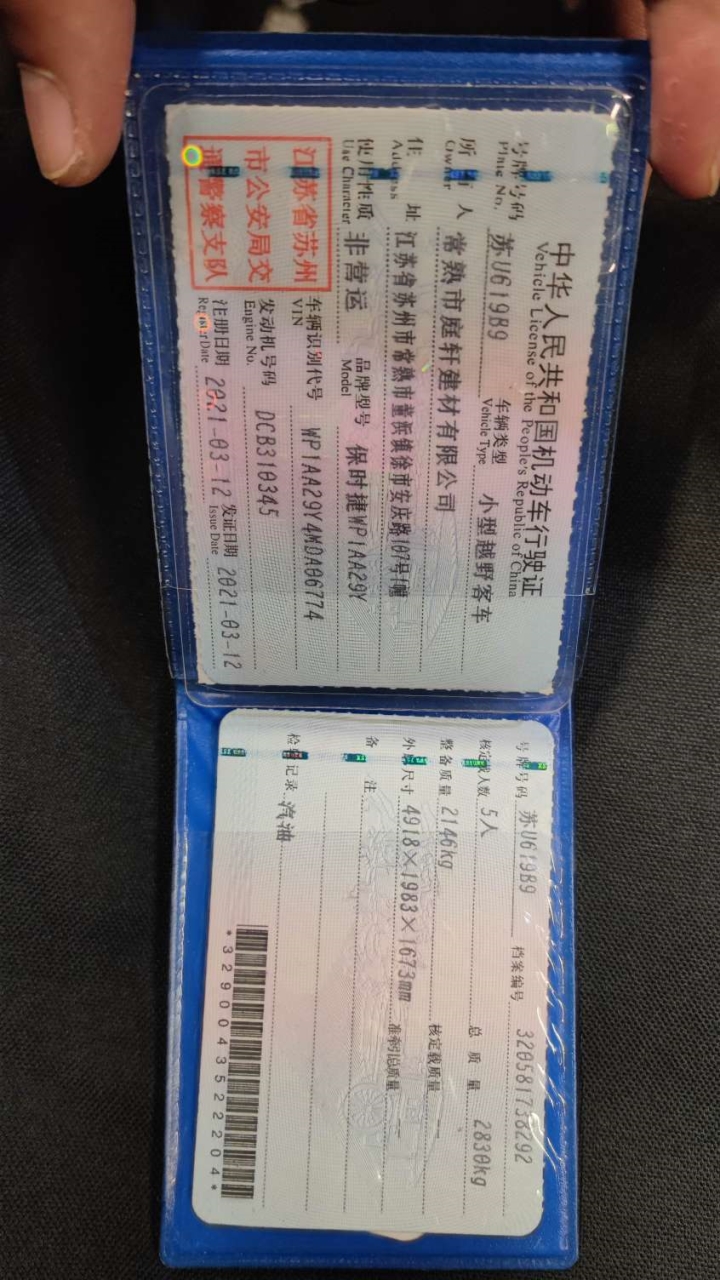 中华人民共和国机动车行驶证
Vehicle License of the People's Republic of China
号牌号码 苏U619B9 车辆类型 小型越野客车
Plate No. Vehicle Type
所有人 常熟市庭轩建材有限公司
Owner
住址 江苏省苏州市常熟市董浜镇徐市安庆路107号1幢
Address
使用性质 非营运 品牌型号 保时捷WP1AA29Y
Use Character Model
江苏省苏州
市公安局交
通警察支队
车辆识别代号 WP1AA29Y4MDA06774
VIN
发动机号码 DCB310345
Engine No.
注册日期 2021-03-12 发证日期 2021-03-12
Register Date Issue Date
号牌号码 苏U619B9 档案编号 320581738292
核定载人数 5人 总质量 2830kg
整备质量 2146kg 核定载质量 --
外廓尺寸 4918×1983×1673mm 准牵引总质量 --
备注
检验记录 汽油
*3290043522204*